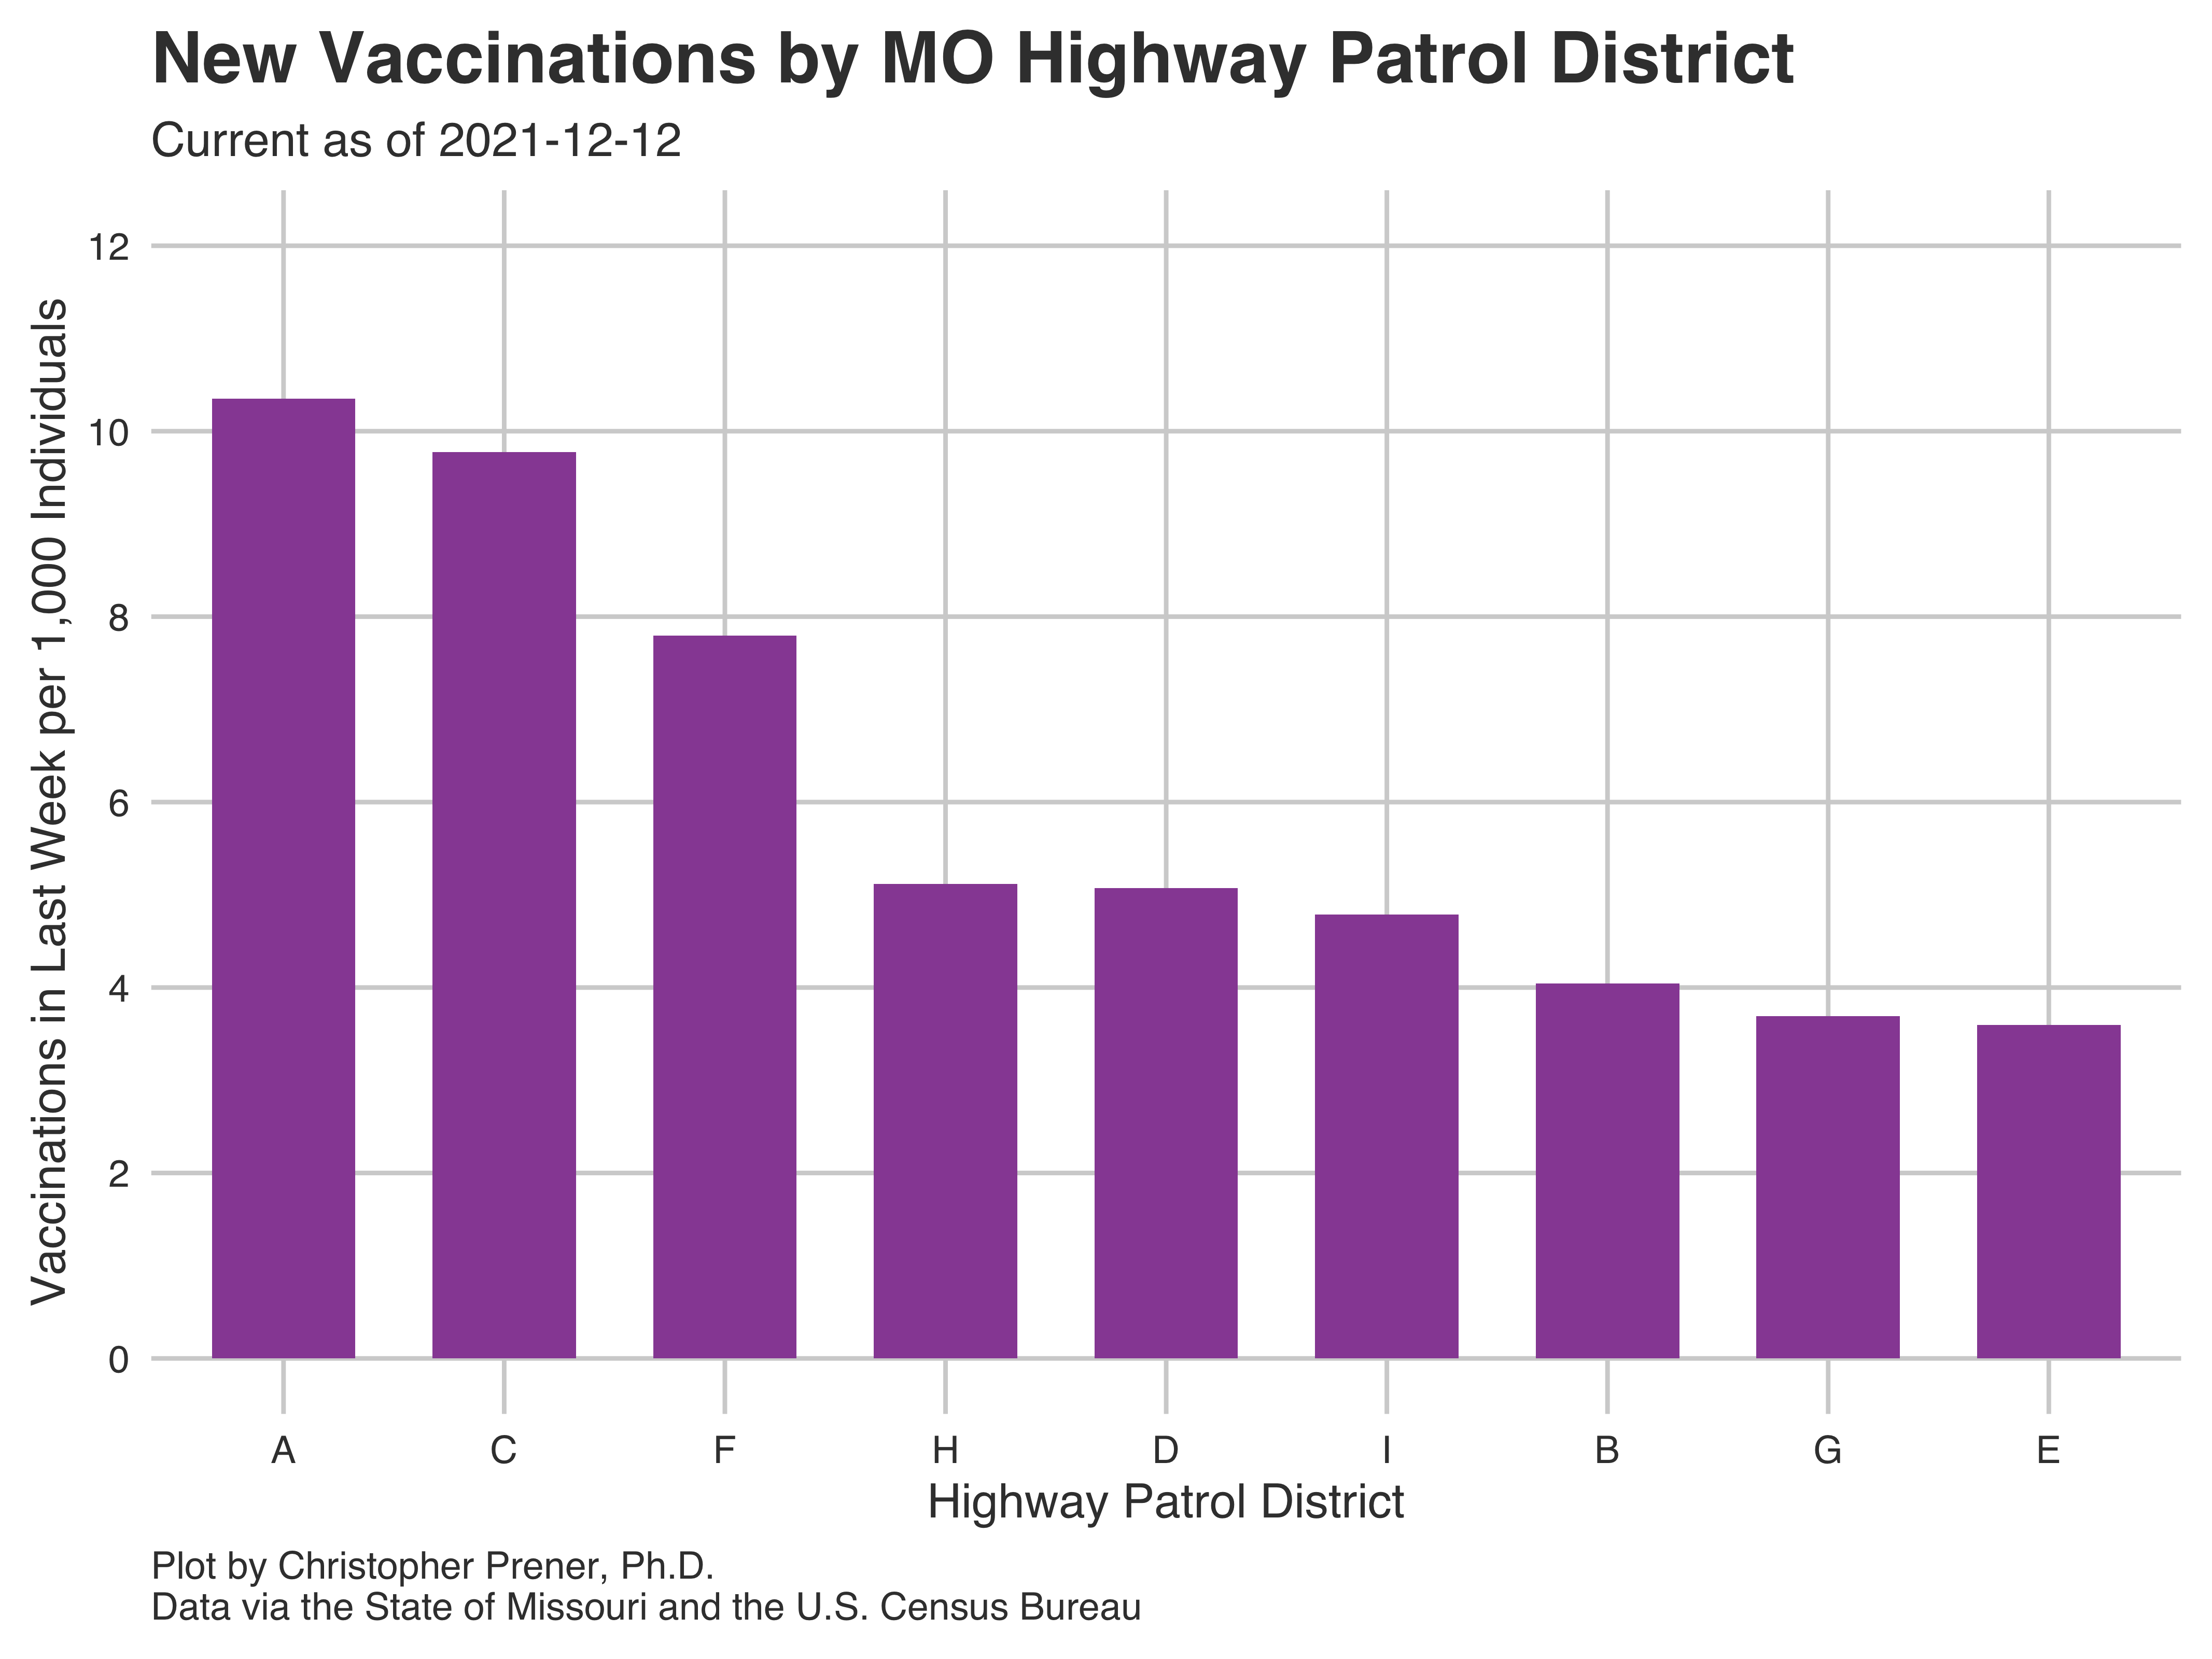 New Vaccinations by MO Highway Patrol District
Current as of 2021-12-12
Vaccinations in Last Week per 1,000 Individuals
12
10
8
6
4
2
0
A C F H D I B G E
Highway Patrol District
Plot by Christopher Prener, Ph.D.
Data via the State of Missouri and the U.S. Census Bureau